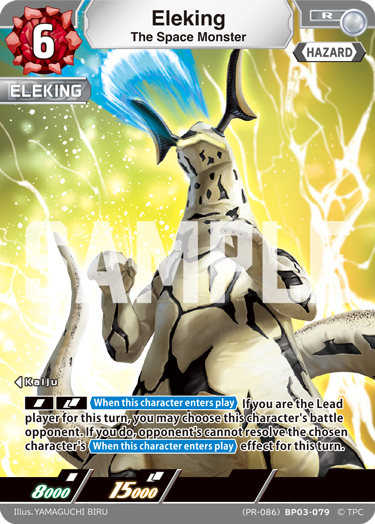 Eleking
The Space Monster
R
6
HAZARD
ELEKING
SAMPLE
Kaiju
When this character enters play If you are the Lead
player for this turn, you may choose this character's battle
opponent. If you do, opponent's cannot resolve the chosen
character's When this character enters play effect for this turn.
8000 15000
Illus. YAMAGUCHI BIRU (PR-086) BP03-079 © TPC